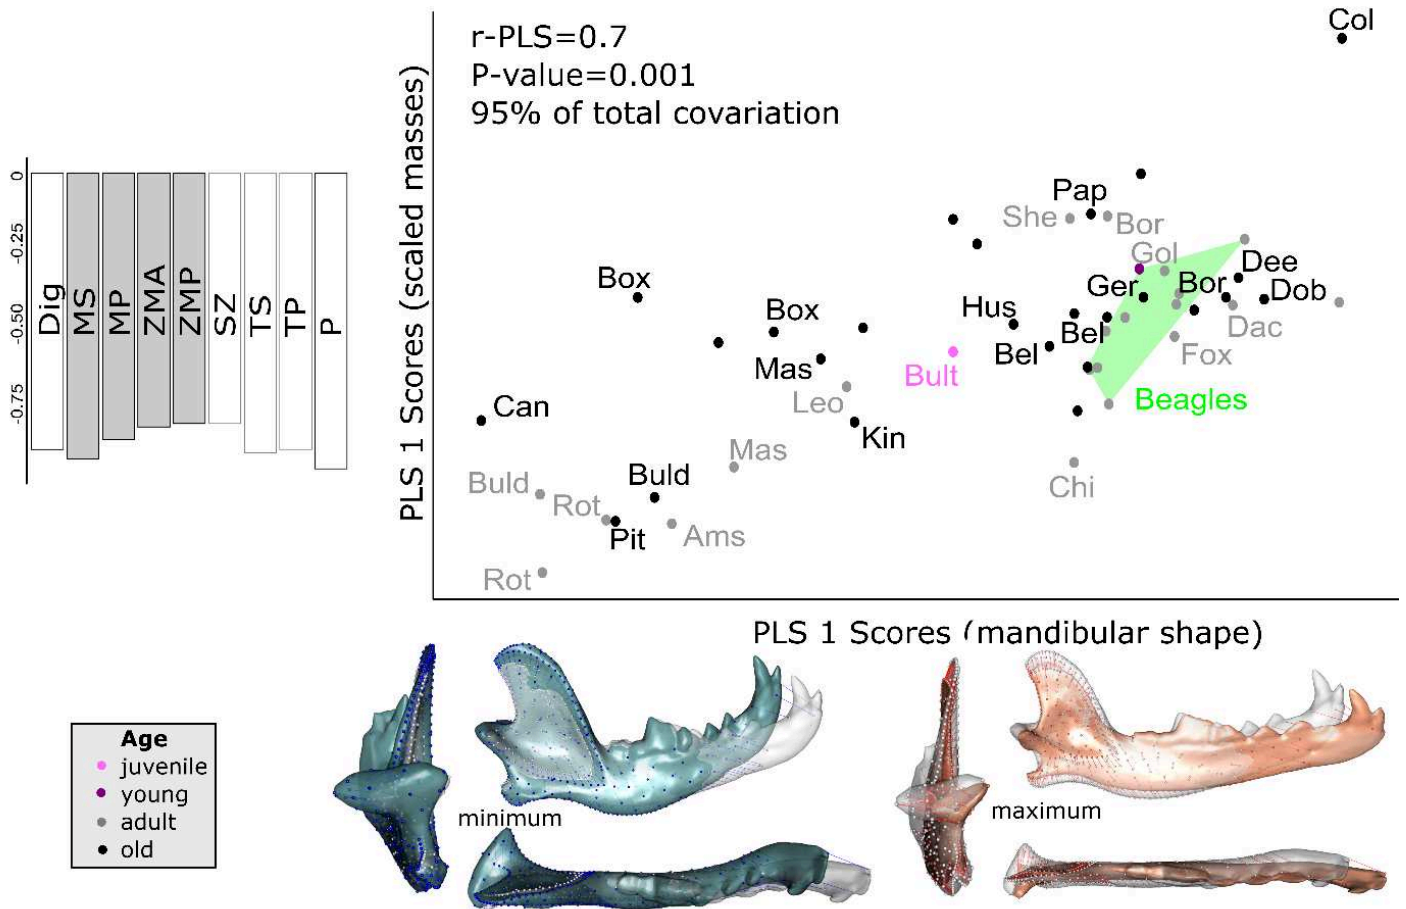 r-PLS=0.7
P-value=0.001
95% of total covariation
PLS 1 Scores (scaled masses)
0
-0.25
-0.50
-0.75
Dig
MS
MP
ZMA
ZMP
SZ
TS
TP
P
Col
Pap
She
Bor
Gol
Box
Ger
Bor
Dee
Dob
Hus
Box
Bel
Dac
Mas
Bel
Fox
Bult
Leo
Beagles
Can
Kin
Mas
Buld
Buld
Chi
Rot
Pit
Ams
Rot
PLS 1 Scores (mandibular shape)
minimum
maximum
Age
juvenile
young
adult
old